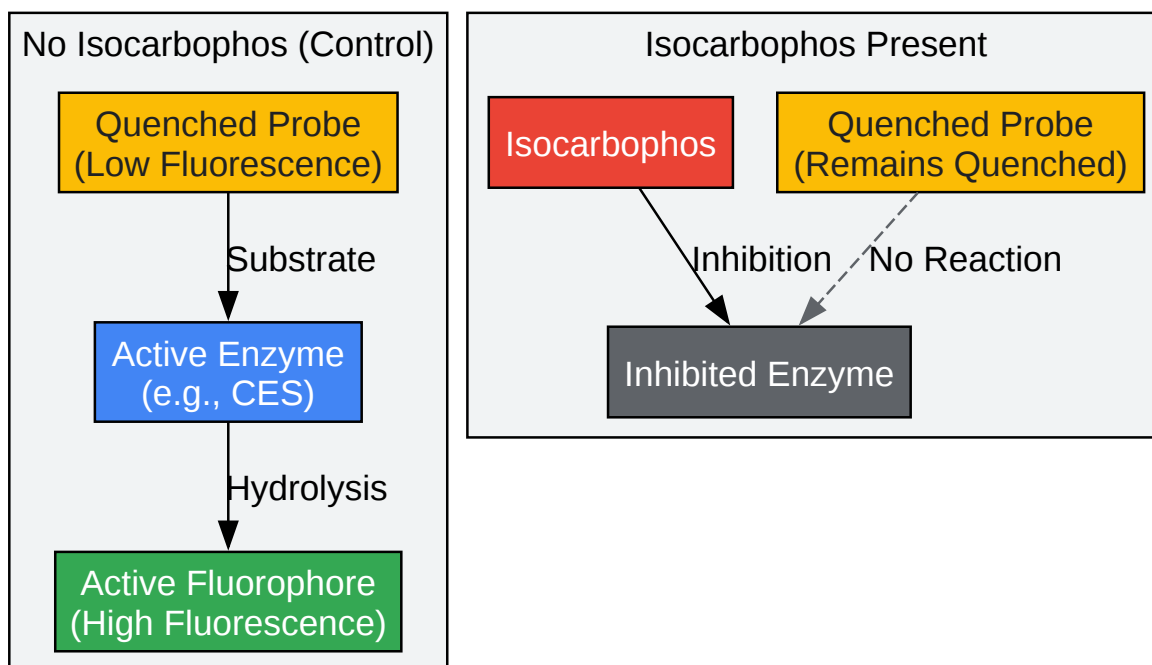 No Isocarbophos (Control)
Quenched Probe
(Low Fluorescence)
Substrate
Active Enzyme
(e.g., CES)
Hydrolysis
Active Fluorophore
(High Fluorescence)
Isocarbophos Present
Isocarbophos
Quenched Probe
(Remains Quenched)
Inhibition
No Reaction
Inhibited Enzyme